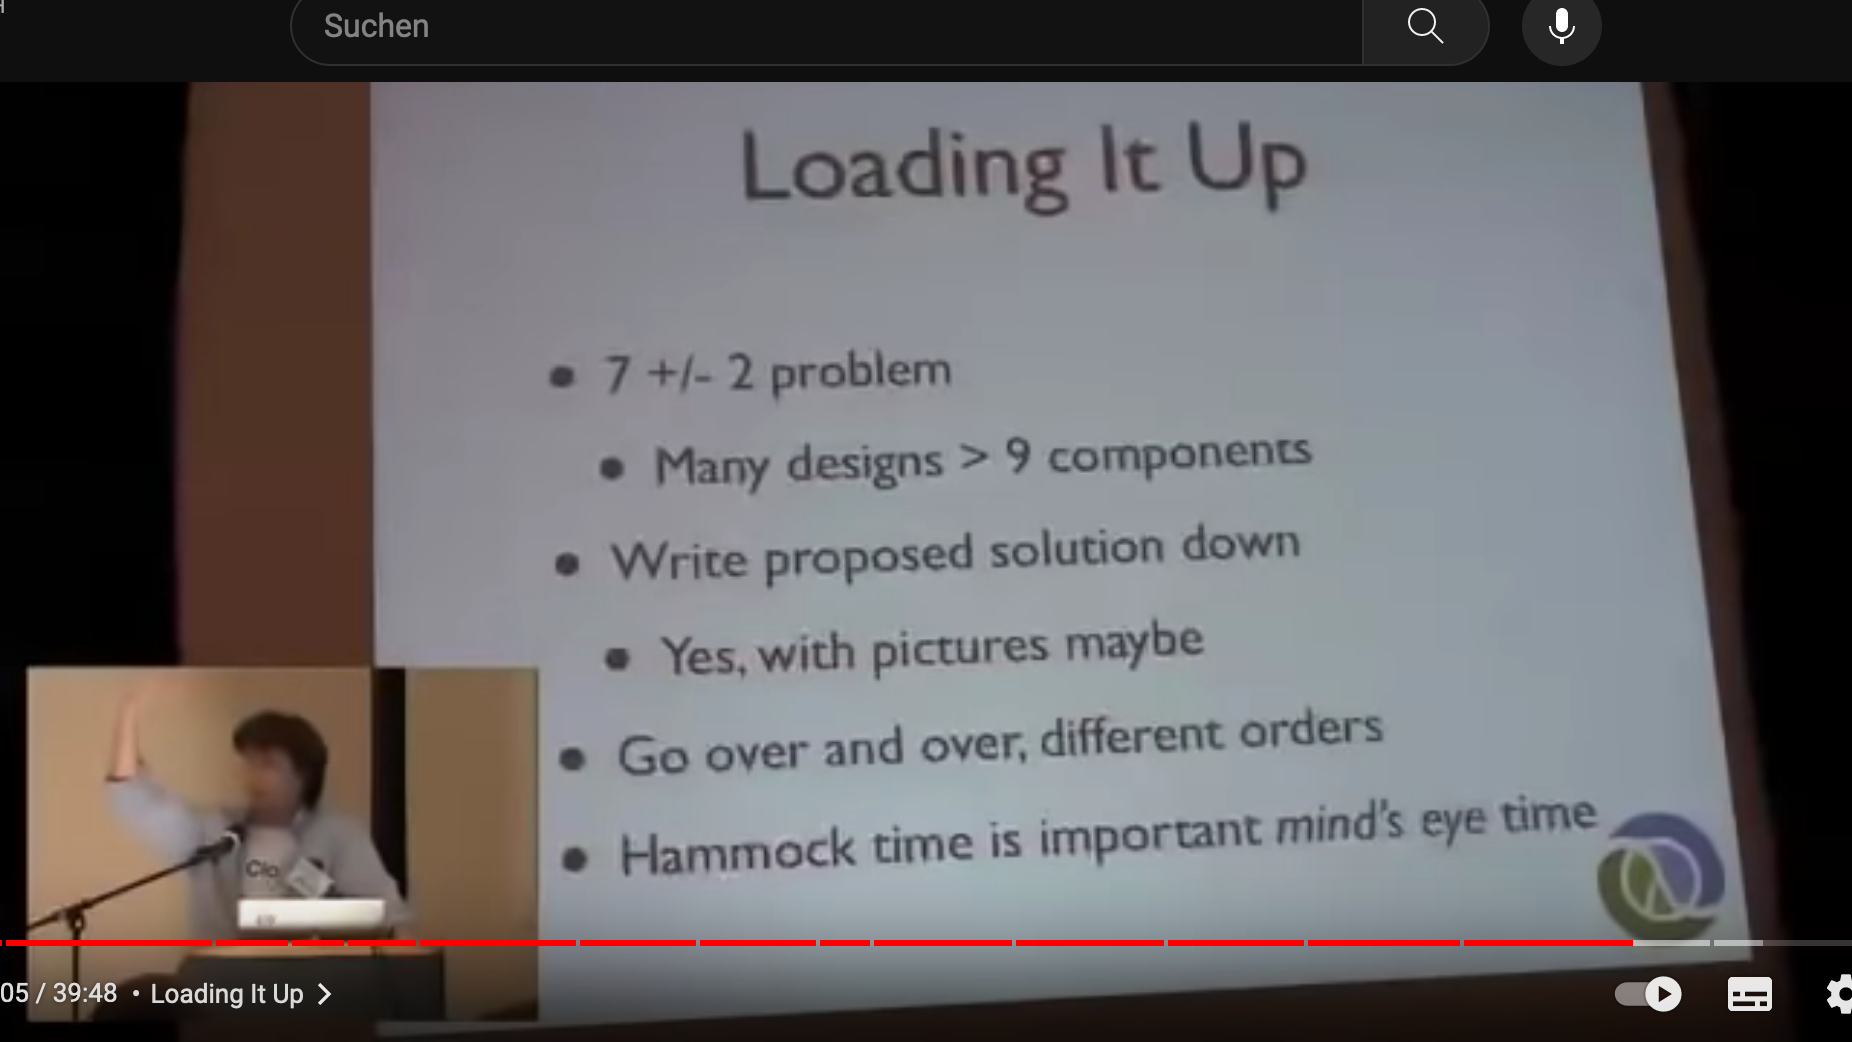 Suchen
Loading It Up
• 7 +/- 2 problem
• Many designs > 9 components
• Write proposed solution down
• Yes, with pictures maybe
• Go over and over, different orders
• Hammock time is important mind's eye time
Clo
05 / 39:48 • Loading It Up >